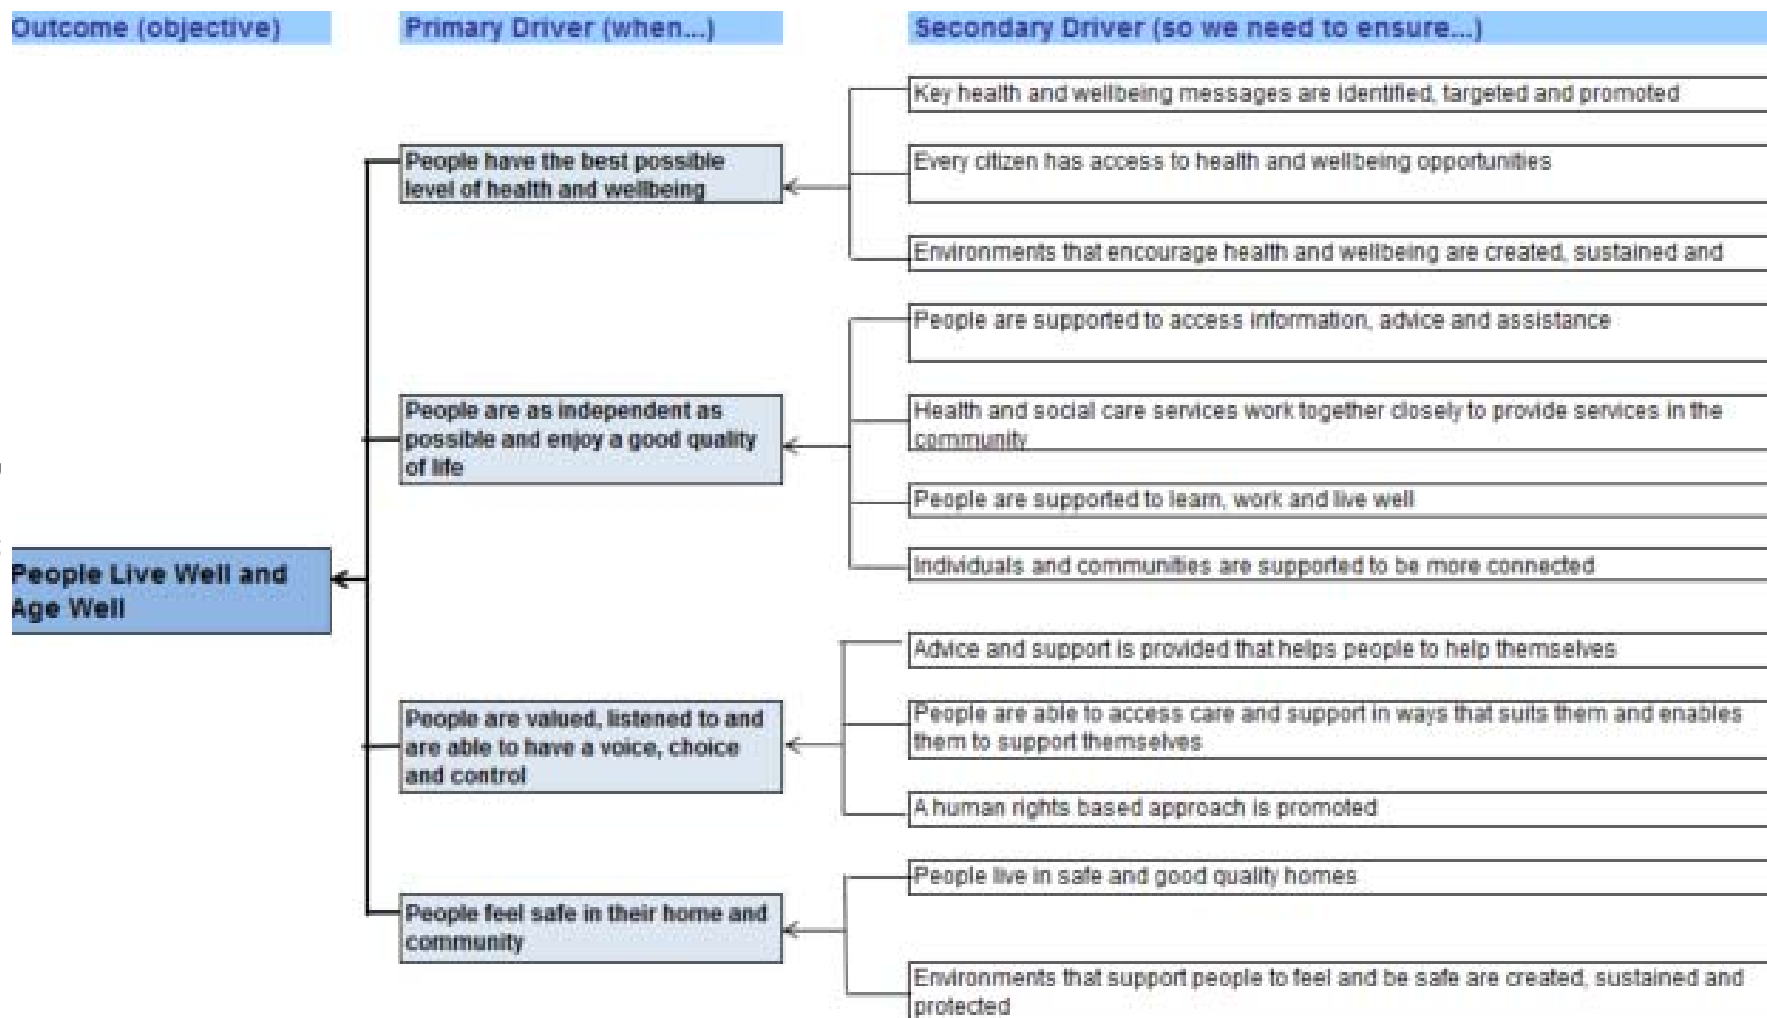 Outcome (objective)
Primary Driver (when...)
Secondary Driver (so we need to ensure...)
People Live Well and
Age Well
People have the best possible
level of health and wellbeing
Key health and wellbeing messages are identified, targeted and promoted
Every citizen has access to health and wellbeing opportunities
Environments that encourage health and wellbeing are created, sustained and
People are as independent as
possible and enjoy a good quality
of life
People are supported to access information, advice and assistance
Health and social care services work together closely to provide services in the
community
People are supported to learn, work and live well
Individuals and communities are supported to be more connected
People are valued, listened to and
are able to have a voice, choice
and control
Advice and support is provided that helps people to help themselves
People are able to access care and support in ways that suits them and enables
them to support themselves
A human rights based approach is promoted
People feel safe in their home and
community
People live in safe and good quality homes
Environments that support people to feel and be safe are created, sustained and
protected